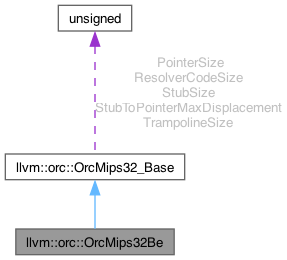 unsigned
PointerSize
ResolverCodeSize
StubSize
StubToPointerMaxDisplacement
TrampolineSize
llvm::orc::OrcMips32_Base
llvm::orc::OrcMips32Be